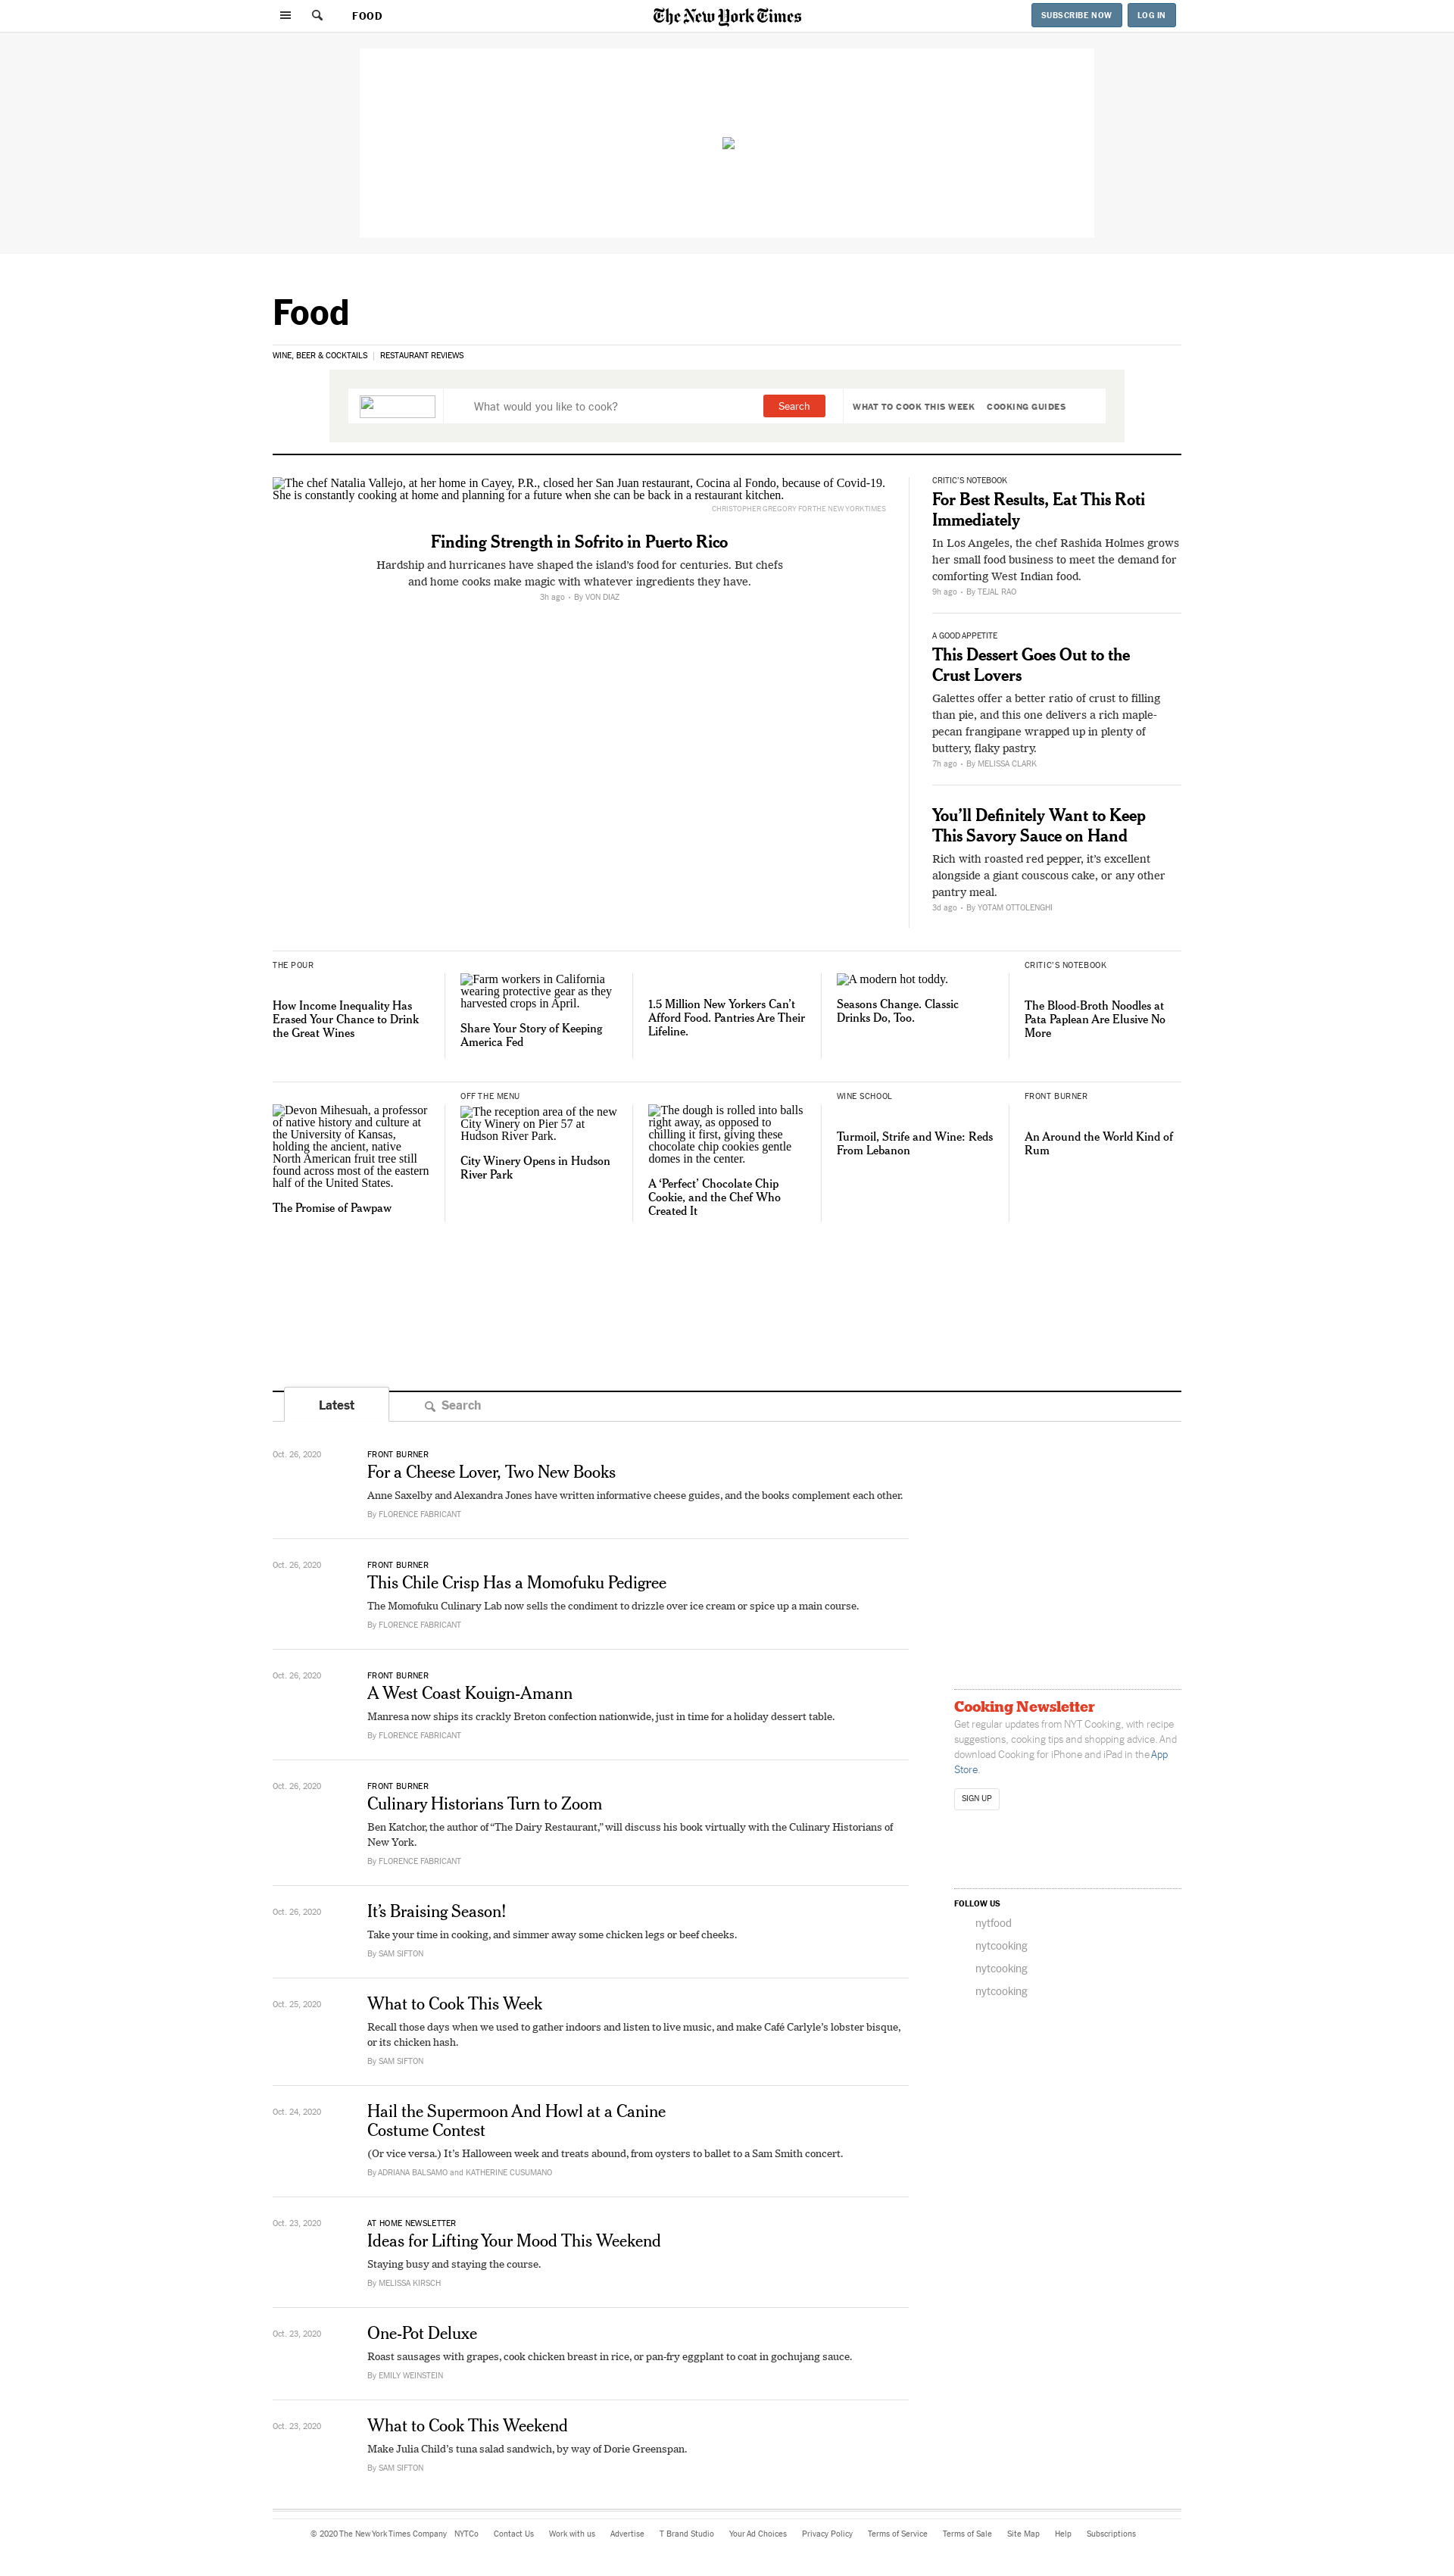 FOOD
The New York Times
SUBSCRIBE NOW
LOG IN
Food
WINE, BEER & COCKTAILS
RESTAURANT REVIEWS
What would you like to cook?
Search
WHAT TO COOK THIS WEEK
COOKING GUIDES
The chef Natalia Vallejo, at her home in Cayey, P.R., closed her San Juan restaurant, Cocina al Fondo, because of Covid-19.
She is constantly cooking at home and planning for a future when she can be back in a restaurant kitchen.
CHRISTOPHER GREGORY FOR THE NEW YORK TIMES
Finding Strength in Sofrito in Puerto Rico
Hardship and hurricanes have shaped the island’s food for centuries. But chefs
and home cooks make magic with whatever ingredients they have.
3h ago · By VON DIAZ
CRITIC’S NOTEBOOK
For Best Results, Eat This Roti
Immediately
In Los Angeles, the chef Rashida Holmes grows
her small food business to meet the demand for
comforting West Indian food.
9h ago · By TEJAL RAO
A GOOD APPETITE
This Dessert Goes Out to the
Crust Lovers
Galettes offer a better ratio of crust to filling
than pie, and this one delivers a rich maple-
pecan frangipane wrapped up in plenty of
buttery, flaky pastry.
7h ago · By MELISSA CLARK
You’ll Definitely Want to Keep
This Savory Sauce on Hand
Rich with roasted red pepper, it’s excellent
alongside a giant couscous cake, or any other
pantry meal.
3d ago · By YOTAM OTTOLENGHI
THE POUR
How Income Inequality Has
Erased Your Chance to Drink
the Great Wines
Farm workers in California
wearing protective gear as they
harvested crops in April.
Share Your Story of Keeping
America Fed
1.5 Million New Yorkers Can’t
Afford Food. Pantries Are Their
Lifeline.
A modern hot toddy.
Seasons Change. Classic
Drinks Do, Too.
CRITIC’S NOTEBOOK
The Blood-Broth Noodles at
Pata Paplean Are Elusive No
More
Devon Mihesuah, a professor
of native history and culture at
the University of Kansas,
holding the ancient, native
North American fruit tree still
found across most of the eastern
half of the United States.
The Promise of Pawpaw
OFF THE MENU
The reception area of the new
City Winery on Pier 57 at
Hudson River Park.
City Winery Opens in Hudson
River Park
The dough is rolled into balls
right away, as opposed to
chilling it first, giving these
chocolate chip cookies gentle
domes in the center.
A ‘Perfect’ Chocolate Chip
Cookie, and the Chef Who
Created It
WINE SCHOOL
Turmoil, Strife and Wine: Reds
From Lebanon
FRONT BURNER
An Around the World Kind of
Rum
Latest
Search
Oct. 26, 2020
FRONT BURNER
For a Cheese Lover, Two New Books
Anne Saxelby and Alexandra Jones have written informative cheese guides, and the books complement each other.
By FLORENCE FABRICANT
Oct. 26, 2020
FRONT BURNER
This Chile Crisp Has a Momofuku Pedigree
The Momofuku Culinary Lab now sells the condiment to drizzle over ice cream or spice up a main course.
By FLORENCE FABRICANT
Oct. 26, 2020
FRONT BURNER
A West Coast Kouign-Amann
Manresa now ships its crackly Breton confection nationwide, just in time for a holiday dessert table.
By FLORENCE FABRICANT
Oct. 26, 2020
FRONT BURNER
Culinary Historians Turn to Zoom
Ben Katchor, the author of “The Dairy Restaurant,” will discuss his book virtually with the Culinary Historians of
New York.
By FLORENCE FABRICANT
Oct. 26, 2020
It’s Braising Season!
Take your time in cooking, and simmer away some chicken legs or beef cheeks.
By SAM SIFTON
Oct. 25, 2020
What to Cook This Week
Recall those days when we used to gather indoors and listen to live music, and make Café Carlyle’s lobster bisque,
or its chicken hash.
By SAM SIFTON
Oct. 24, 2020
Hail the Supermoon And Howl at a Canine
Costume Contest
(Or vice versa.) It’s Halloween week and treats abound, from oysters to ballet to a Sam Smith concert.
By ADRIANA BALSAMO and KATHERINE CUSUMANO
Oct. 23, 2020
AT HOME NEWSLETTER
Ideas for Lifting Your Mood This Weekend
Staying busy and staying the course.
By MELISSA KIRSCH
Oct. 23, 2020
One-Pot Deluxe
Roast sausages with grapes, cook chicken breast in rice, or pan-fry eggplant to coat in gochujang sauce.
By EMILY WEINSTEIN
Oct. 23, 2020
What to Cook This Weekend
Make Julia Child’s tuna salad sandwich, by way of Dorie Greenspan.
By SAM SIFTON
Cooking Newsletter
Get regular updates from NYT Cooking, with recipe
suggestions, cooking tips and shopping advice. And
download Cooking for iPhone and iPad in the App
Store.
SIGN UP
FOLLOW US
nytfood
nytcooking
nytcooking
nytcooking
© 2020 The New York Times Company NYTCo Contact Us Work with us Advertise T Brand Studio Your Ad Choices Privacy Policy Terms of Service Terms of Sale Site Map Help Subscriptions